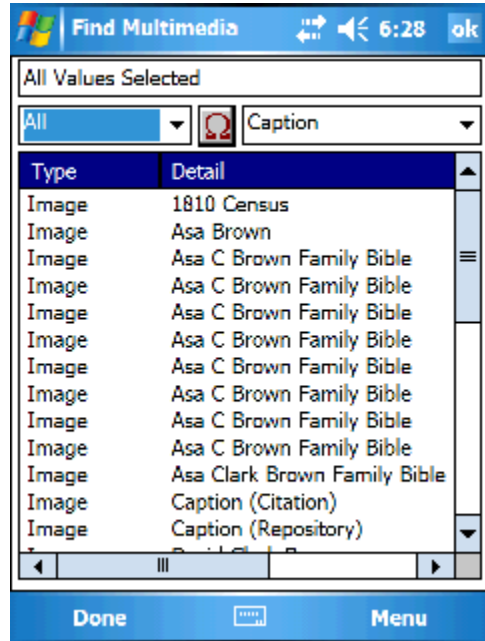 Find Multimedia 6:28 ok
All Values Selected
All Ω Caption
Type Detail
Image 1810 Census
Image Asa Brown
Image Asa C Brown Family Bible
Image Asa C Brown Family Bible
Image Asa C Brown Family Bible
Image Asa C Brown Family Bible
Image Asa C Brown Family Bible
Image Asa C Brown Family Bible
Image Asa C Brown Family Bible
Image Asa C Brown Family Bible
Image Asa Clark Brown Family Bible
Image Caption (Citation)
Image Caption (Repository)
Done Menu